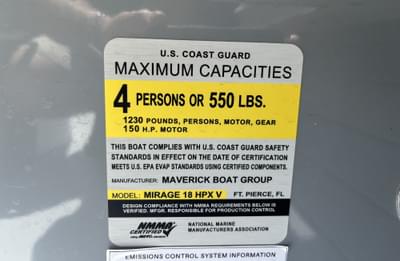 U.S. COAST GUARD
MAXIMUM CAPACITIES
4 PERSONS OR 550 LBS.
1230 POUNDS, PERSONS, MOTOR, GEAR
150 H.P. MOTOR
THIS BOAT COMPLIES WITH U.S. COAST GUARD SAFETY
STANDARDS IN EFFECT ON THE DATE OF CERTIFICATION
MEETS U.S. EPA EVAP STANDARDS USING CERTIFIED COMPONENTS.
MANUFACTURER: MAVERICK BOAT GROUP
MODEL: MIRAGE 18 HPX V FT. PIERCE, FL
DESIGN COMPLIANCE WITH NMMA REQUIREMENTS BELOW IS
VERIFIED. MFGR. RESPONSIBLE FOR PRODUCTION CONTROL
NMMA
CERTIFIED
NATIONAL MARINE
MANUFACTURERS ASSOCIATION
EMISSIONS CONTROL SYSTEM INFORMATION